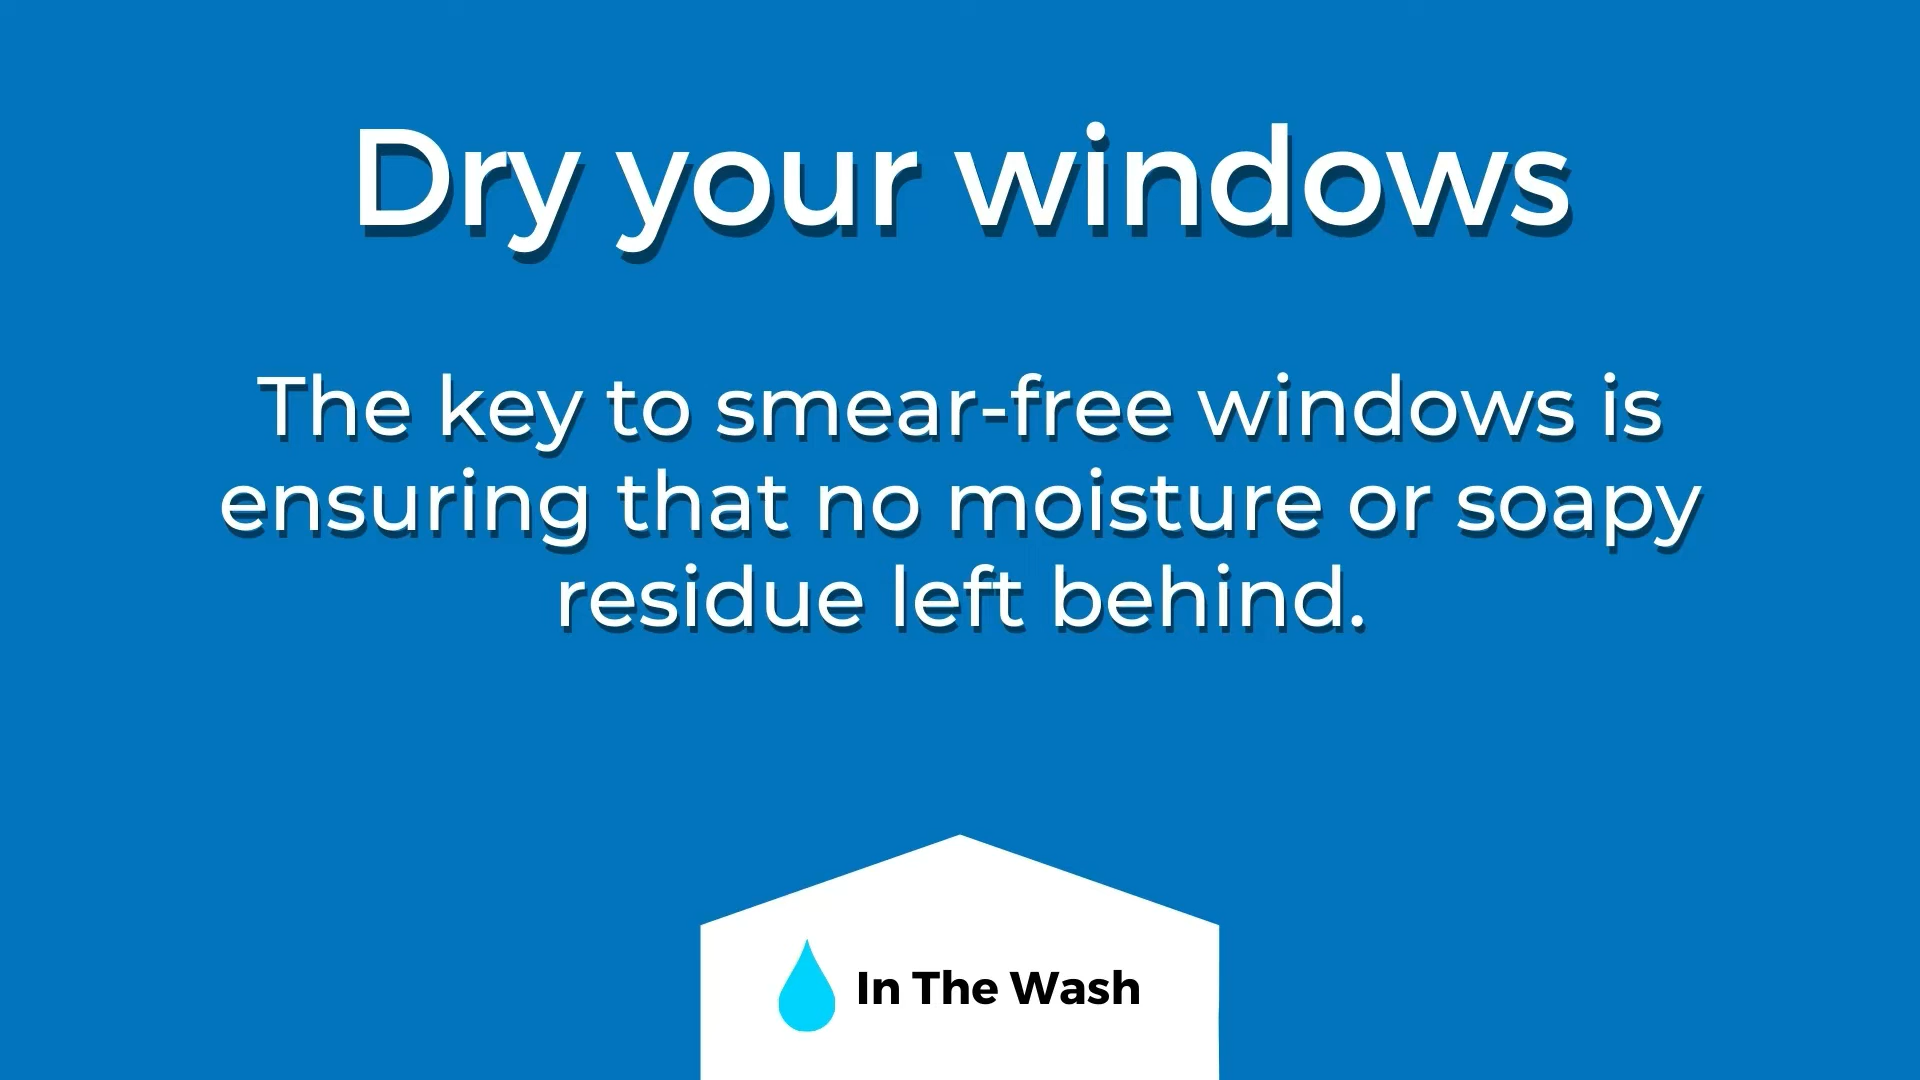 Dry your windows
The key to smear-free windows is
ensuring that no moisture or soapy
residue left behind.
In The Wash